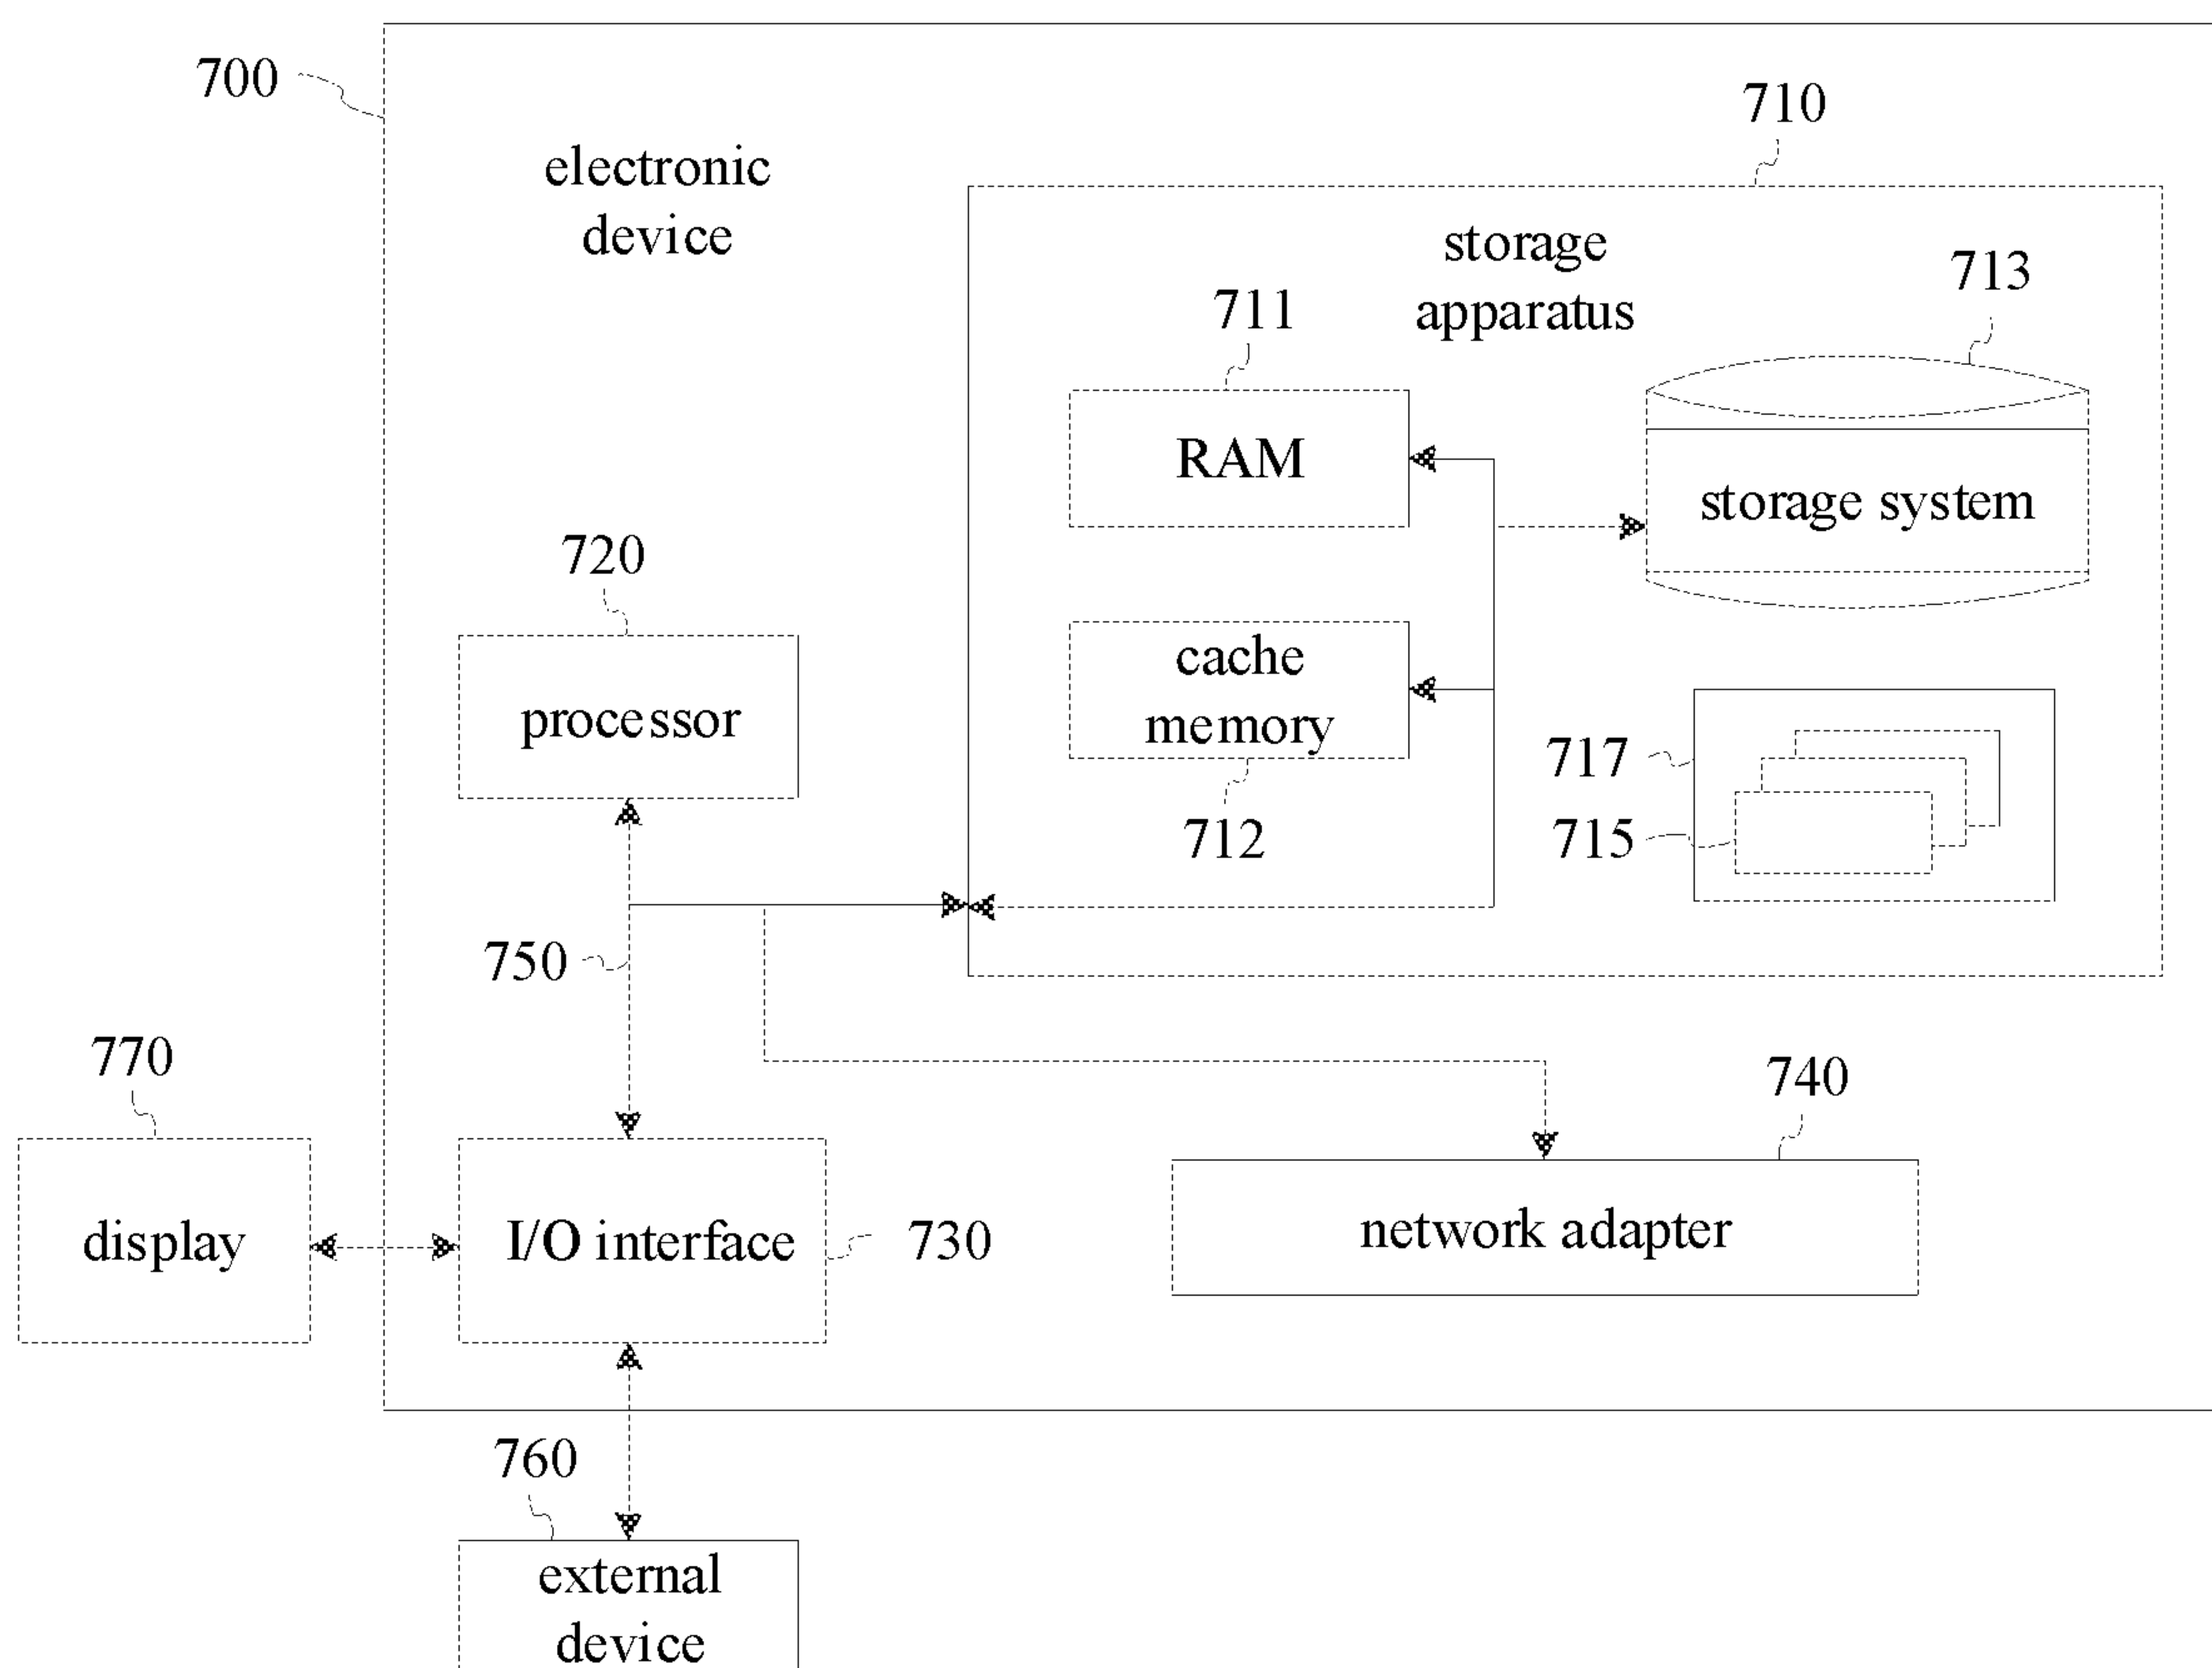 700
electronic
device
710
storage
apparatus
711
713
RAM
storage system
720
processor
cache
memory
712
717
715
750
770
display
I/O interface
730
740
network adapter
760
external
device